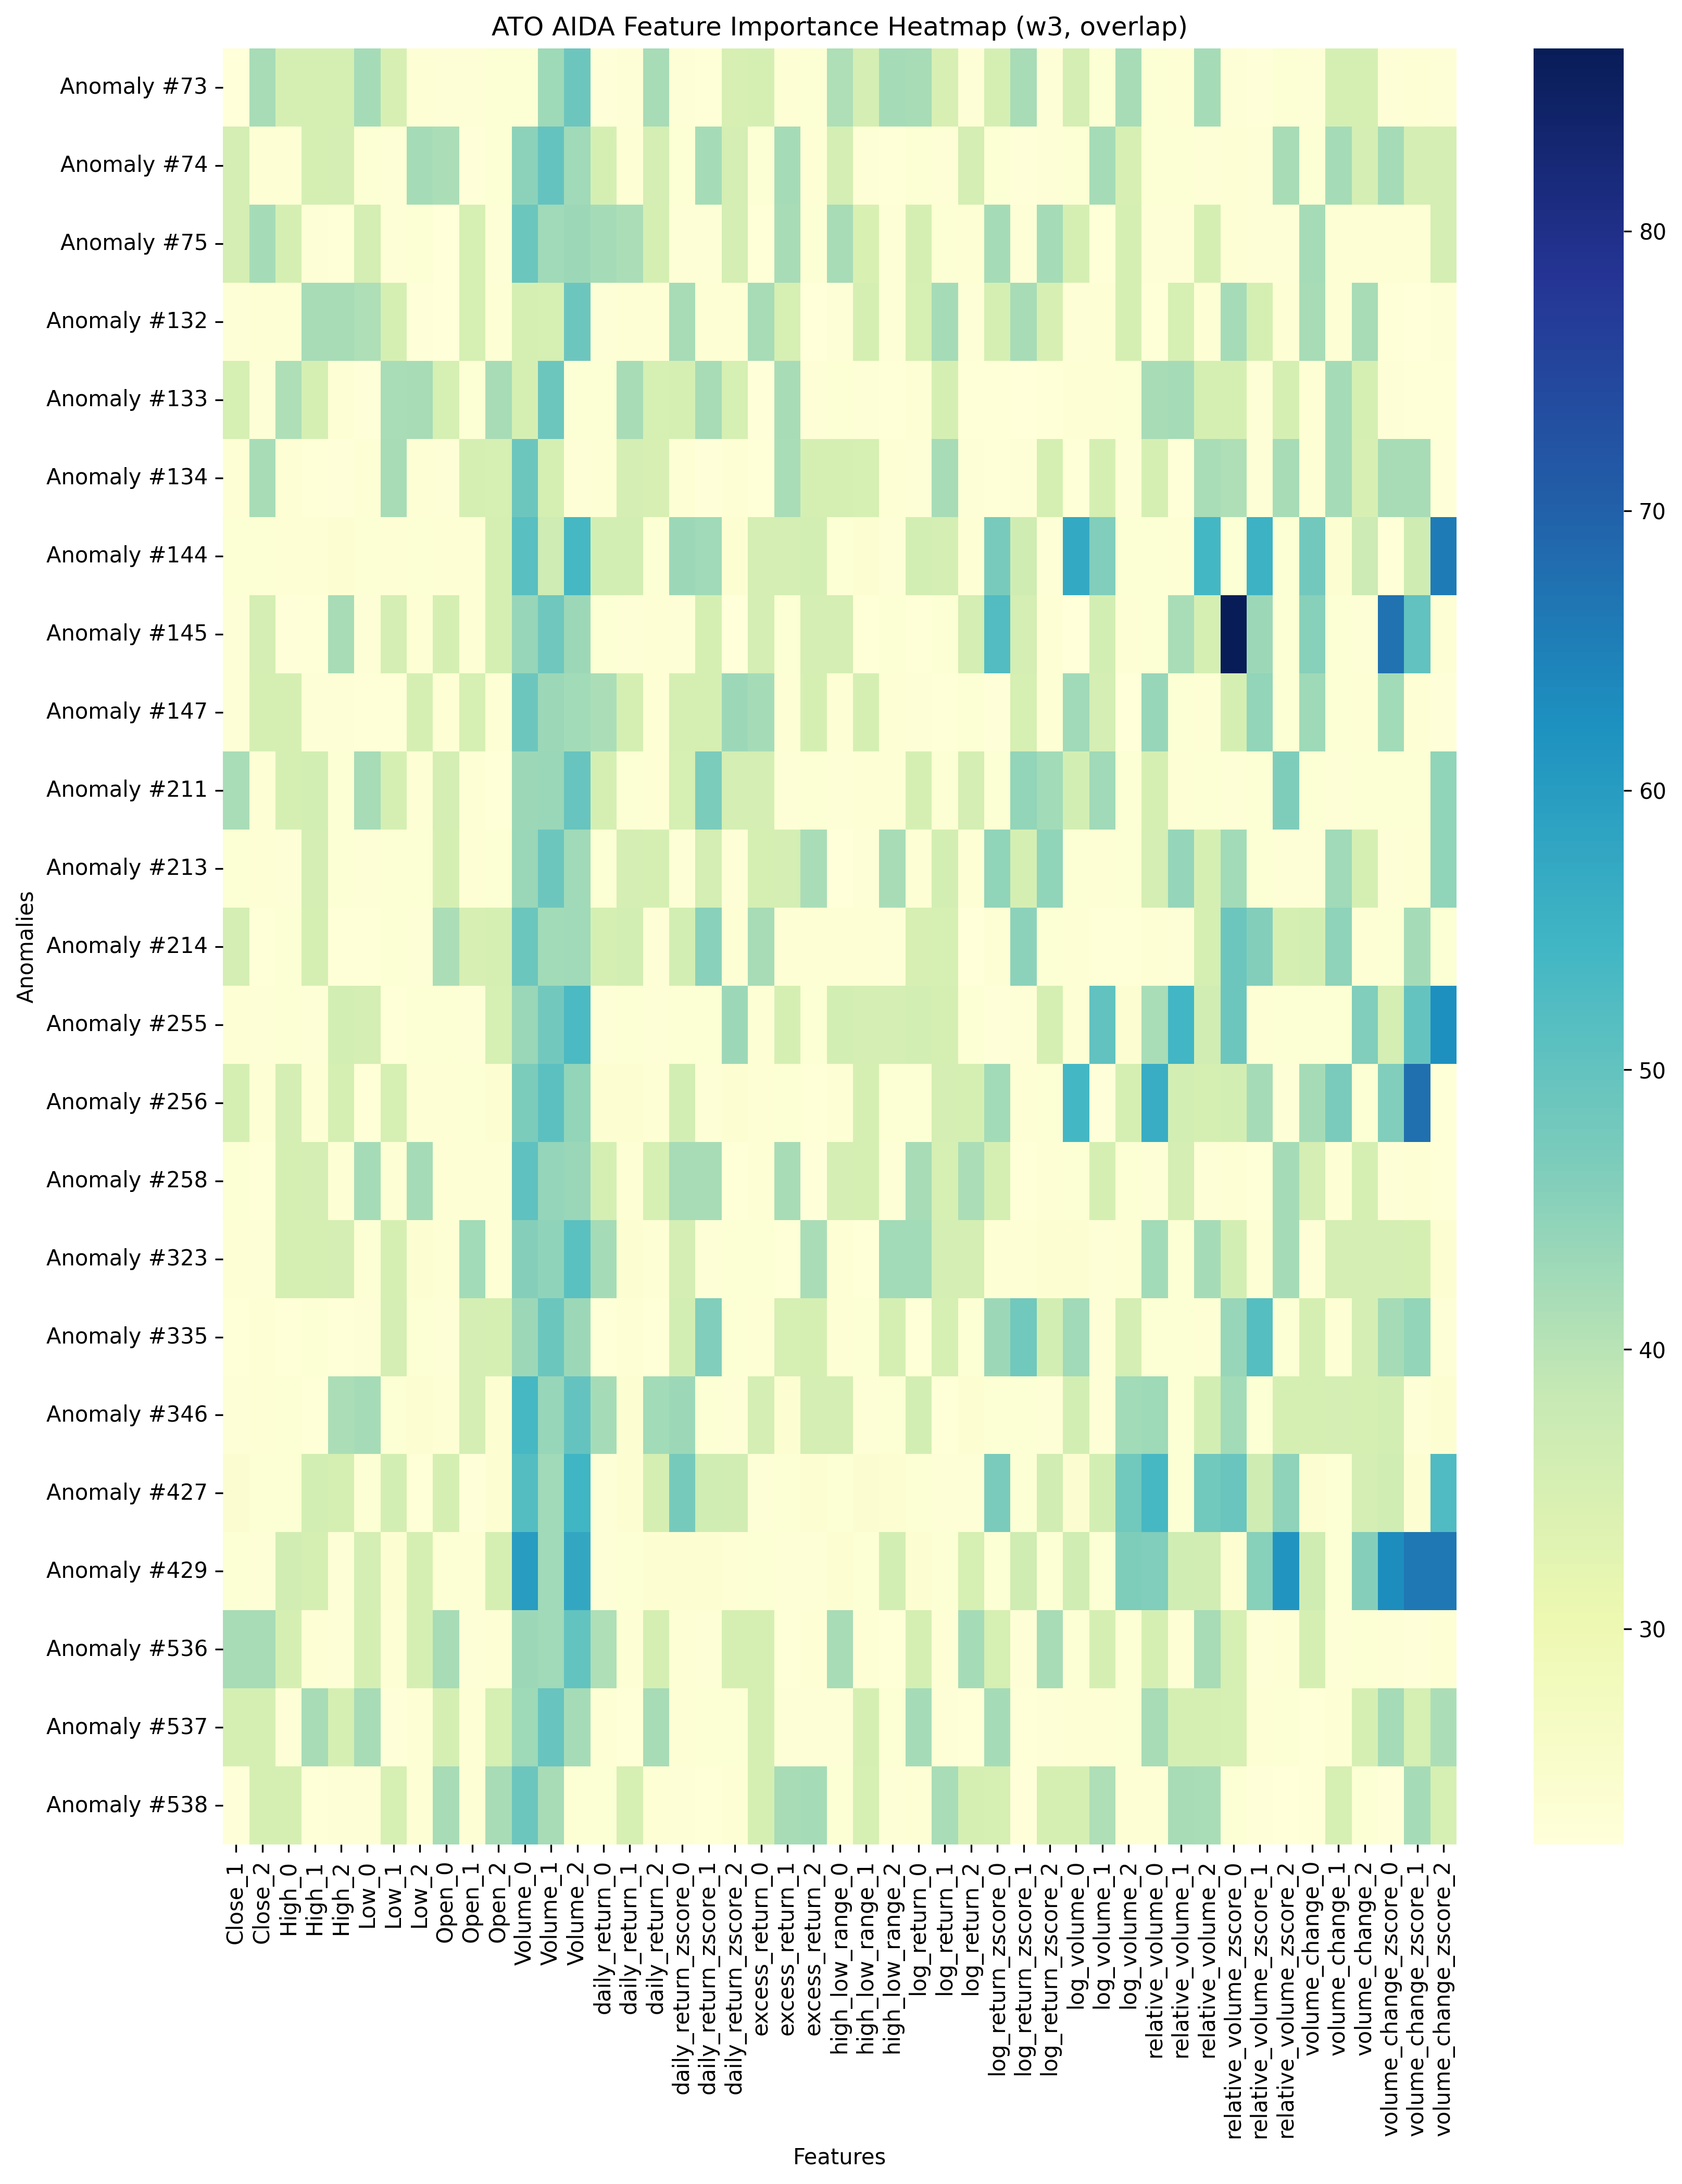 ATO AIDA Feature Importance Heatmap (w3, overlap)
Anomalies
Anomaly #73
Anomaly #74
Anomaly #75
Anomaly #132
Anomaly #133
Anomaly #134
Anomaly #144
Anomaly #145
Anomaly #147
Anomaly #211
Anomaly #213
Anomaly #214
Anomaly #255
Anomaly #256
Anomaly #258
Anomaly #323
Anomaly #335
Anomaly #346
Anomaly #427
Anomaly #429
Anomaly #536
Anomaly #537
Anomaly #538
Close_1
Close_2
High_0
High_1
High_2
Low_0
Low_1
Low_2
Open_0
Open_1
Open_2
Volume_0
Volume_1
Volume_2
daily_return_0
daily_return_1
daily_return_2
daily_return_zscore_0
daily_return_zscore_1
daily_return_zscore_2
excess_return_0
excess_return_1
excess_return_2
high_low_range_0
high_low_range_1
high_low_range_2
log_return_0
log_return_1
log_return_2
log_return_zscore_0
log_return_zscore_1
log_return_zscore_2
log_volume_0
log_volume_1
log_volume_2
relative_volume_0
relative_volume_1
relative_volume_2
relative_volume_zscore_0
relative_volume_zscore_1
relative_volume_zscore_2
volume_change_0
volume_change_1
volume_change_2
volume_change_zscore_0
volume_change_zscore_1
volume_change_zscore_2
Features
80
70
60
50
40
30